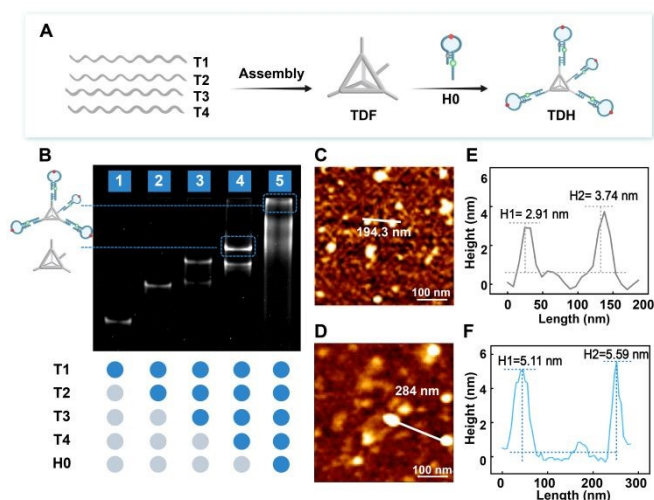 A
T1
T2
T3
T4
Assembly
TDF
H0
TDH
B
1 2 3 4 5
T1
T2
T3
T4
H0
C
194.3 nm
100 nm
D
284 nm
100 nm
E
H1= 2.91 nm
H2= 3.74 nm
Height (nm)
6
4
2
0
0 50 100 150 200
Length (nm)
F
H1=5.11 nm
H2=5.59 nm
Height (nm)
6
4
2
0
0 100 200 300
Length (nm)